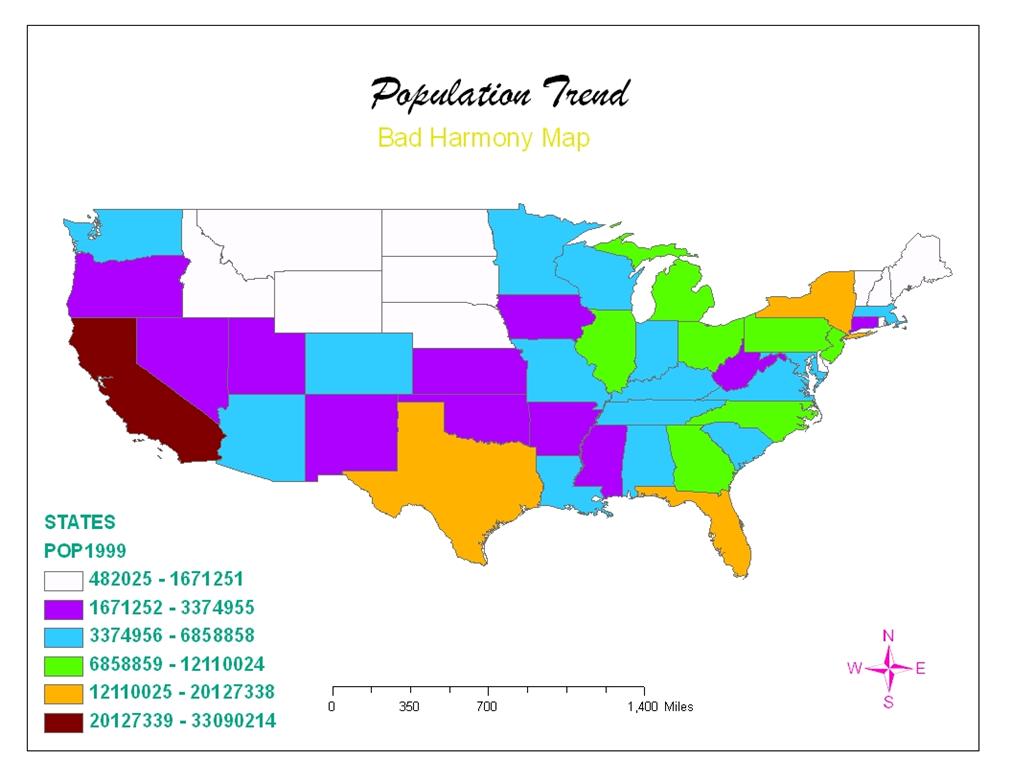 Population Trend
Bad Harmony Map
STATES
POP1999
482025 - 1671251
1671252 - 3374955
3374956 - 6858858
6858859 - 12110024
12110025 - 20127338
20127339 - 33090214
0 350 700 1,400 Miles
N
W E
S